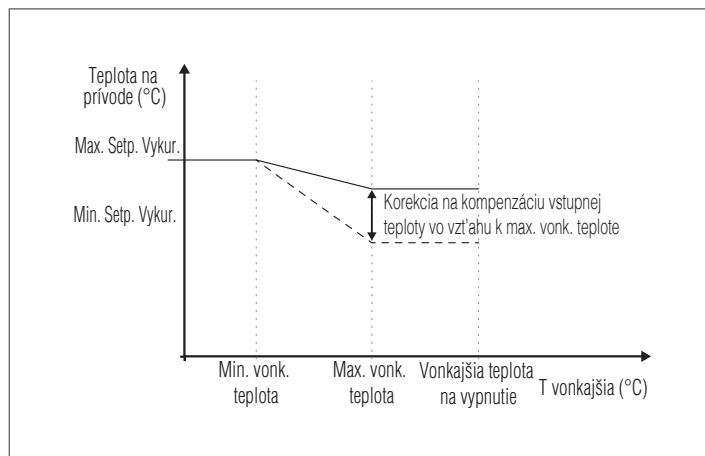 Teplota na
prívode (°C)
Max. Setp. Vykur.
Min. Setp. Vykur.
Korekcia na kompenzáciu vstupnej
teploty vo vzt'ahu k max. vonk. teplote
Min. vonk.
teplota
Max. vonk.
teplota
Vonkajšia teplota
na vypnutie
T vonkajšia (°C)